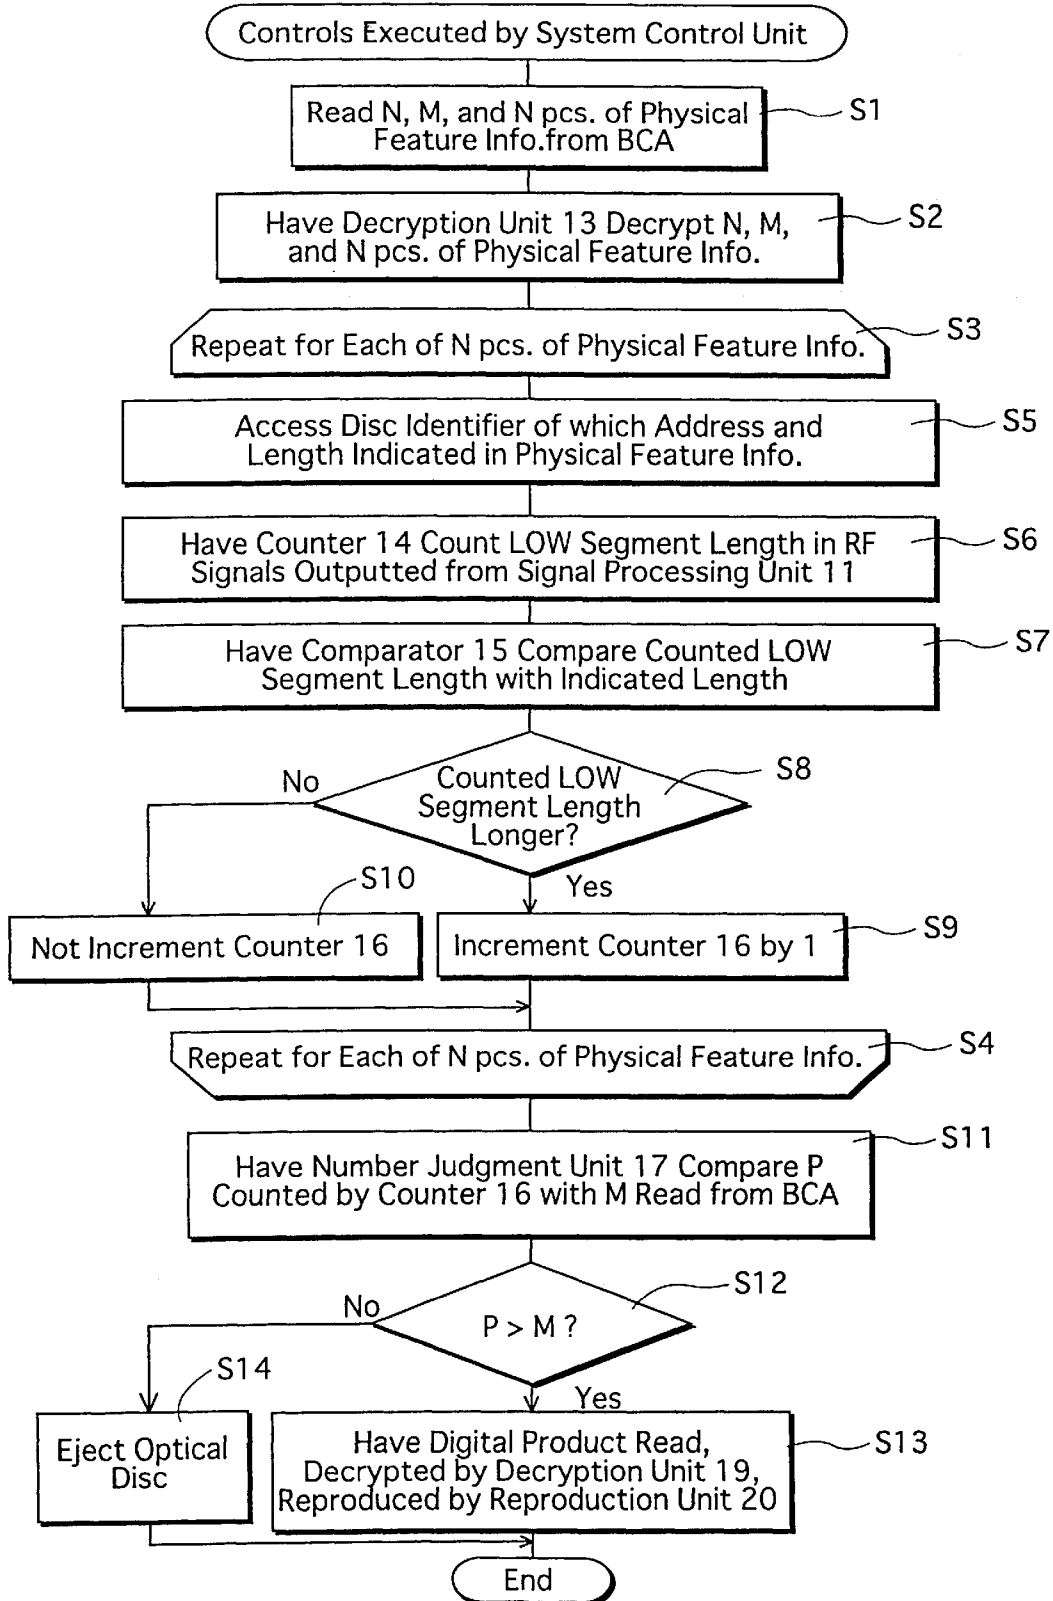 Controls Executed by System Control Unit
Read N, M, and N pcs. of Physical
Feature Info.from BCA
S1
Have Decryption Unit 13 Decrypt N, M,
and N pcs. of Physical Feature Info.
S2
Repeat for Each of N pcs. of Physical Feature Info.
S3
Access Disc Identifier of which Address and
Length Indicated in Physical Feature Info.
S5
Have Counter 14 Count LOW Segment Length in RF
Signals Outputted from Signal Processing Unit 11
S6
Have Comparator 15 Compare Counted LOW
Segment Length with Indicated Length
S7
Counted LOW
Segment Length
Longer?
S8
No
Yes
S10
Not Increment Counter 16
Increment Counter 16 by 1
S9
Repeat for Each of N pcs. of Physical Feature Info.
S4
Have Number Judgment Unit 17 Compare P
Counted by Counter 16 with M Read from BCA
S11
P > M ?
S12
No
Yes
S14
Eject Optical
Disc
Have Digital Product Read,
Decrypted by Decryption Unit 19,
Reproduced by Reproduction Unit 20
S13
End